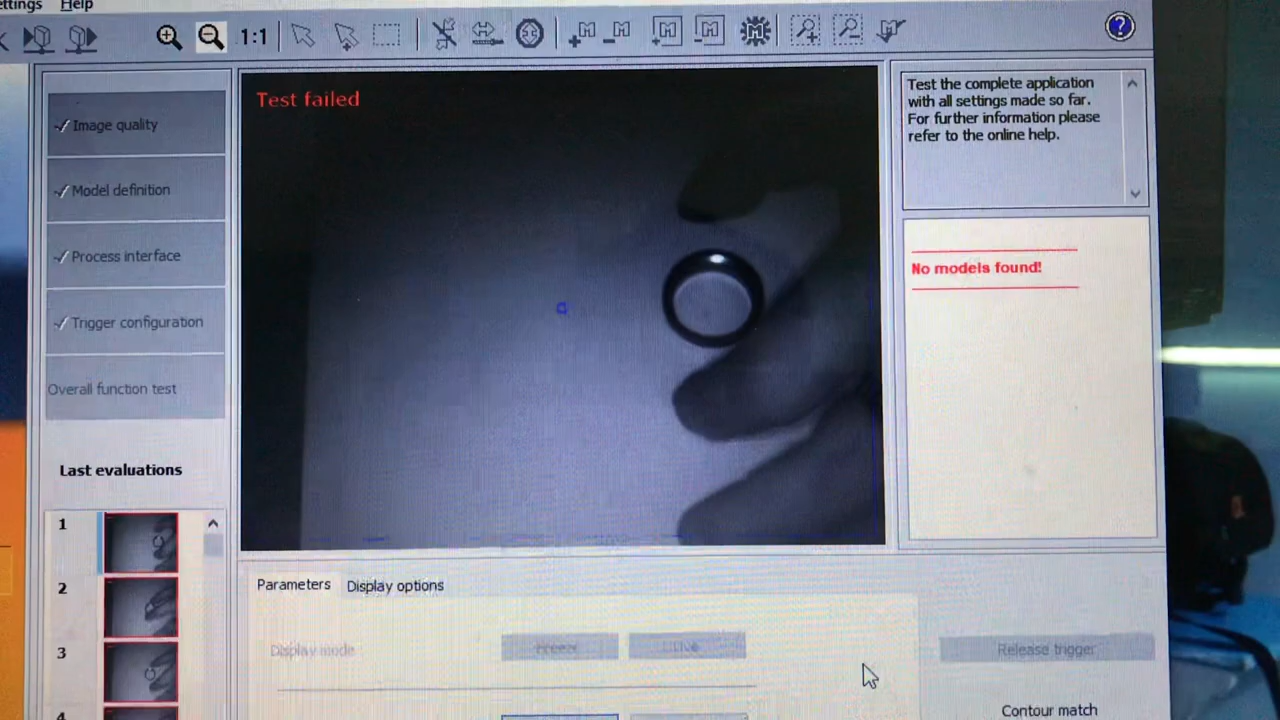 Help
1:1
Test failed
Test the complete application
with all settings made so far.
For further information please
refer to the online help.
Image quality
Model definition
Process interface
Trigger configuration
Overall function test
No models found!
Last evaluations
1
2
3
4
Parameters
Display options
Display mode
Freeze
Live
Release trigger
Contour match